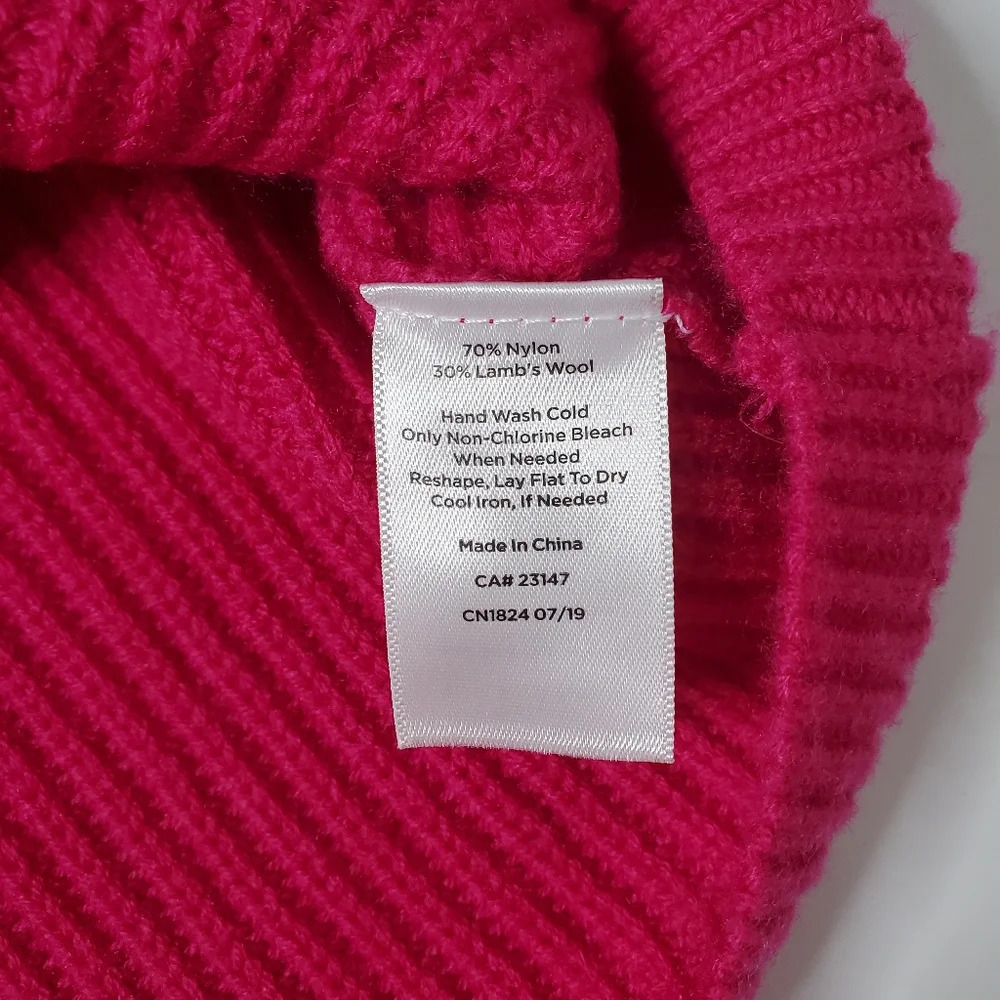 70% Nylon
30% Lamb's Wool
Hand Wash Cold
Only Non-Chlorine Bleach
When Needed
Reshape, Lay Flat To Dry
Cool Iron, If Needed
Made In China
CA# 23147
CN1824 07/19